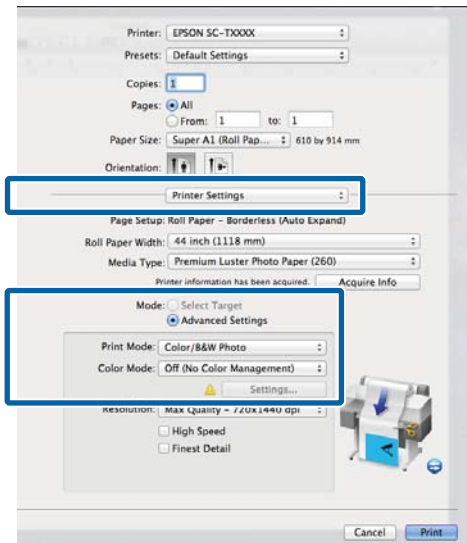 Printer: EPSON SC-TXXXX
Presets: Default Settings
Copies: 1
Pages: All
From: 1 to: 1
Paper Size: Super A1 (Roll Pap... 610 by 914 mm
Orientation:
Printer Settings
Page Setup: Roll Paper - Borderless (Auto Expand)
Roll Paper Width: 44 inch (1118 mm)
Media Type: Premium Luster Photo Paper (260)
Printer information has been acquired. Acquire Info
Mode: Select Target
Advanced Settings
Print Mode: Color/B&W Photo
Color Mode: Off (No Color Management)
Settings...
Resolution: Max Quality - 720x1440 dpi
High Speed
Finest Detail
Cancel Print